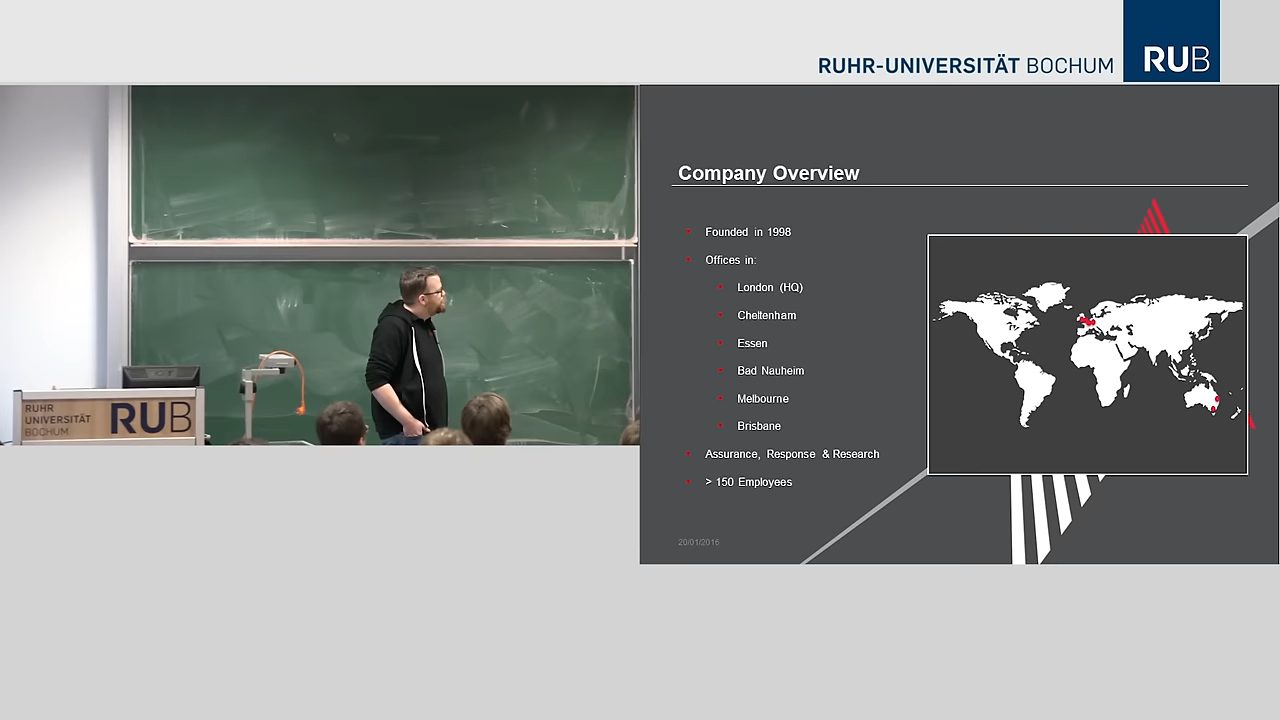 RUHR-UNIVERSITÄT BOCHUM RUB
RUHR
UNIVERSITÄT
BOCHUM
RUB
Company Overview
Founded in 1998
Offices in:
London (HQ)
Cheltenham
Essen
Bad Nauheim
Melbourne
Brisbane
Assurance, Response & Research
> 150 Employees
20/01/2016